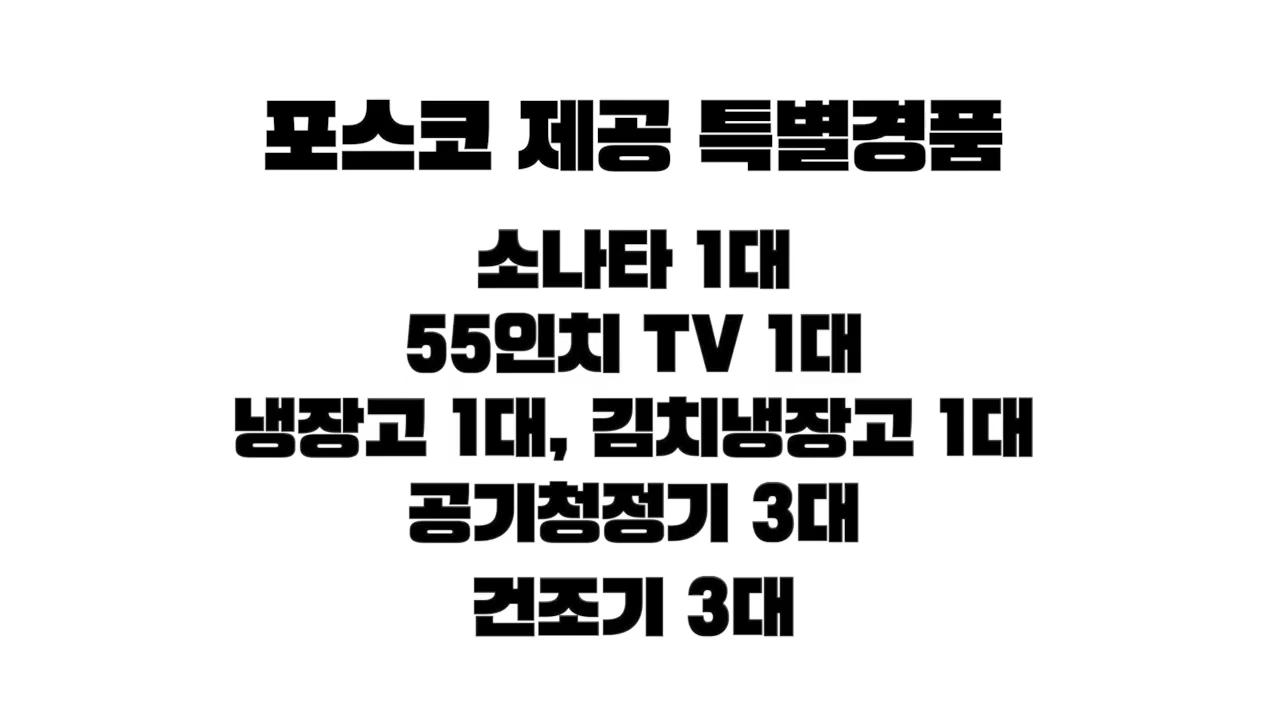 포스코 제공 특별경품
소나타 1대
55인치 TV 1대
냉장고 1대, 김치냉장고 1대
공기청정기 3대
건조기 3대